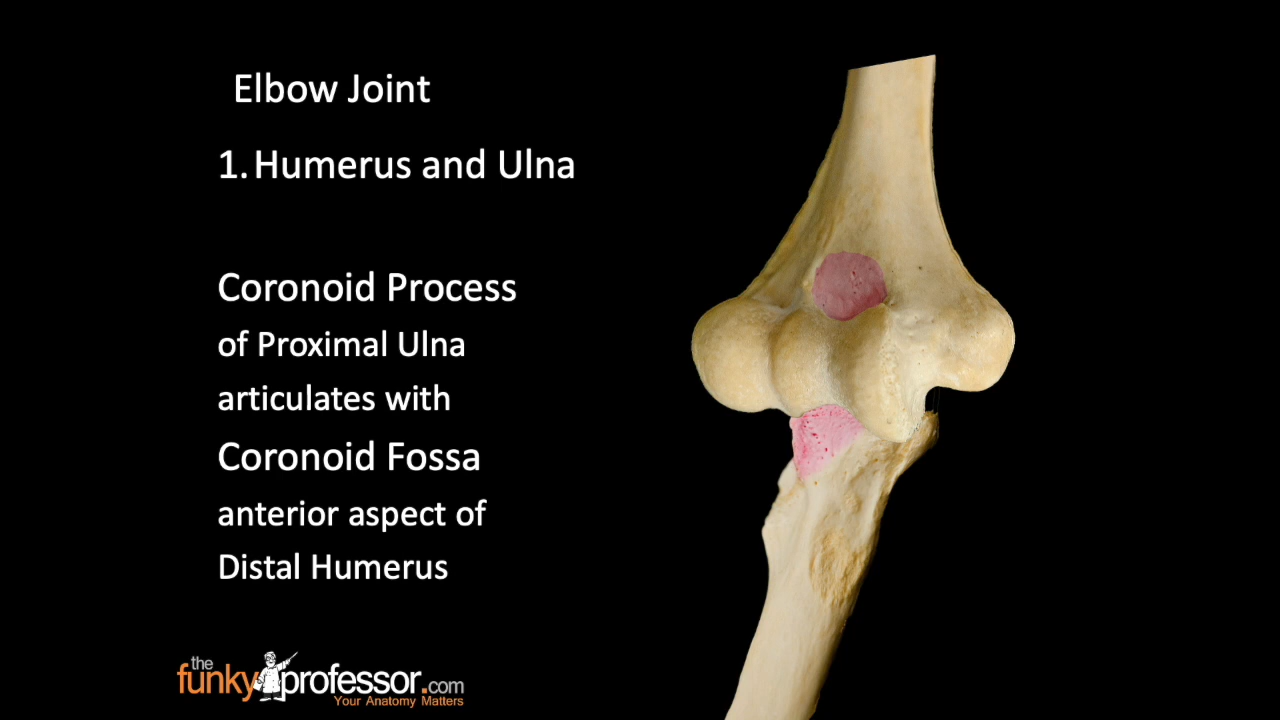 Elbow Joint
1. Humerus and Ulna
Coronoid Process
of Proximal Ulna
articulates with
Coronoid Fossa
anterior aspect of
Distal Humerus
the
funkyprofessor.com
Your Anatomy Matters